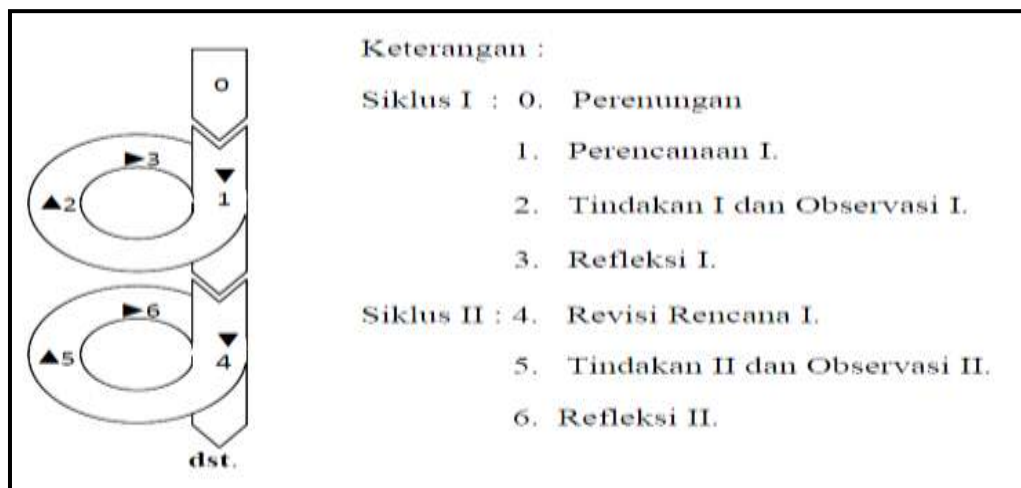 0
►3
▼
1
▲2
►6
▼
4
▲5
dst.
Keterangan :
Siklus I : 0. Perenungan
1. Perencanaan I.
2. Tindakan I dan Observasi I.
3. Refleksi I.
Siklus II : 4. Revisi Rencana I.
5. Tindakan II dan Observasi II.
6. Refleksi II.